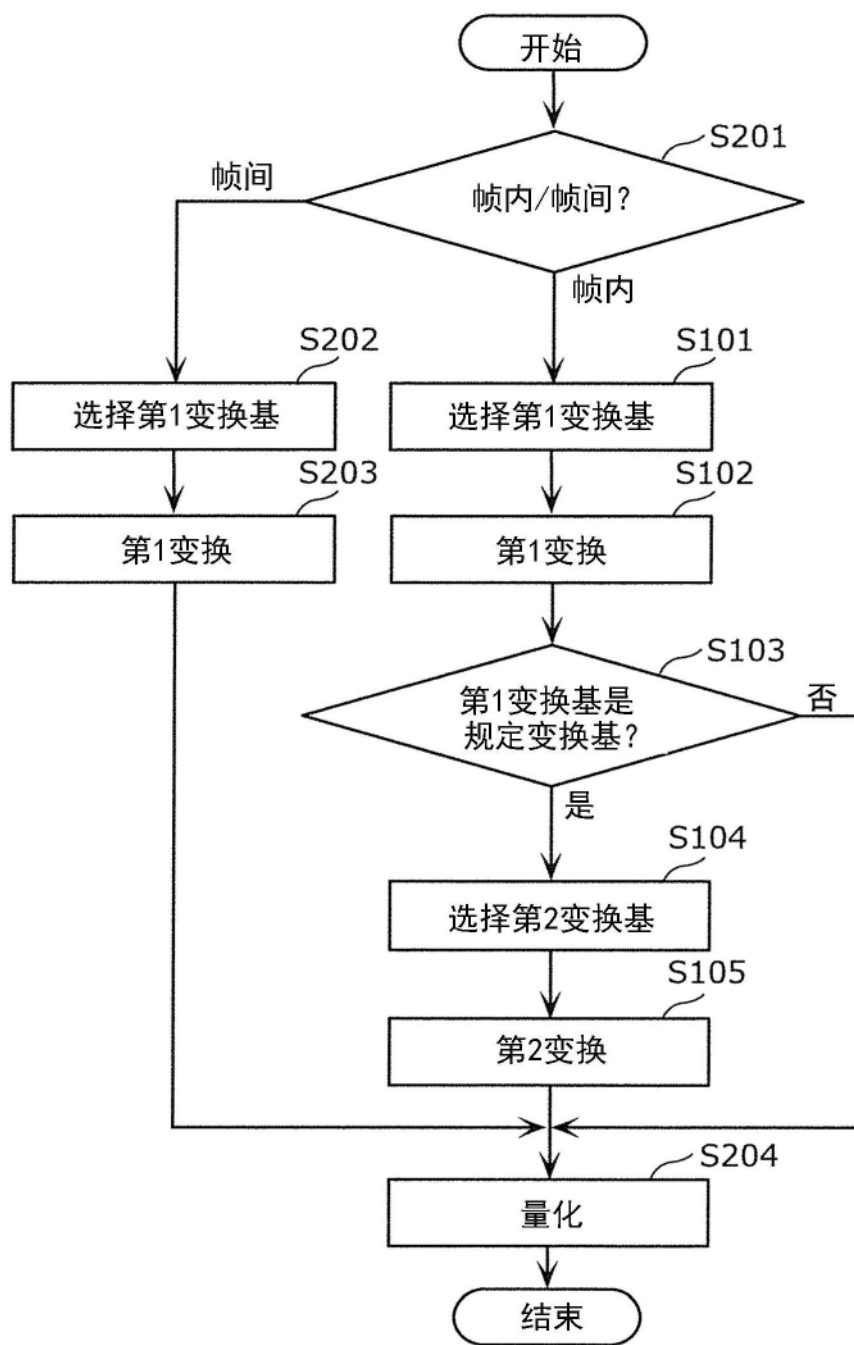 开始
S201
帧间
帧内/帧间?
帧内
S202
S101
选择第1变换基
选择第1变换基
S203
S102
第1变换
第1变换
S103
第1变换基是
规定变换基?
否
是
S104
选择第2变换基
S105
第2变换
S204
量化
结束